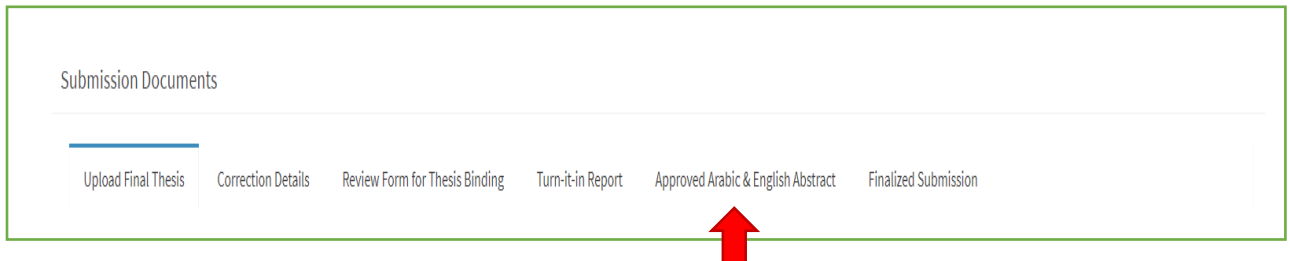 Submission Documents
Upload Final Thesis Correction Details Review Form for Thesis Binding Turn-it-in Report Approved Arabic & English Abstract Finalized Submission